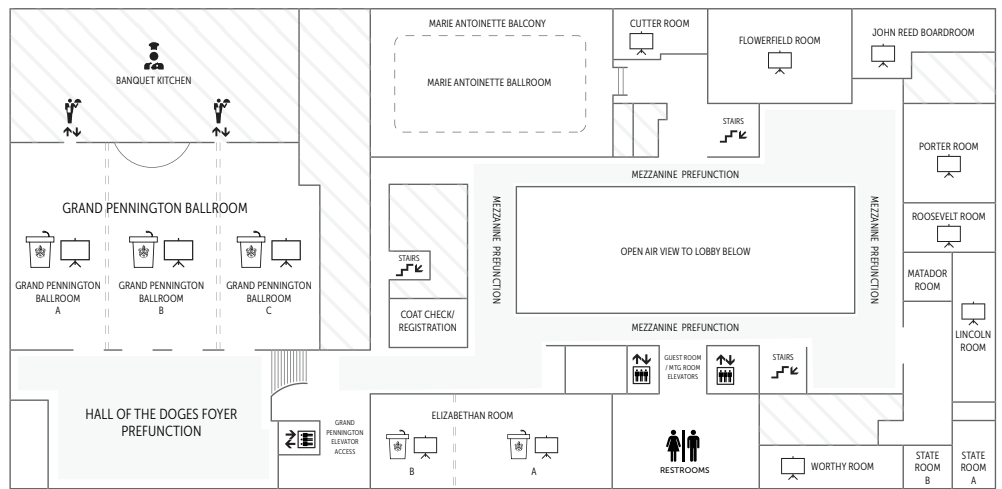 MARIE ANTOINETTE BALCONY
CUTTER ROOM
FLOWERFIELD ROOM
JOHN REED BOARDROOM
BANQUET KITCHEN
MARIE ANTOINETTE BALLROOM
STAIRS
PORTER ROOM
MEZZANINE PREFUNCTION
GRAND PENNINGTON BALLROOM
MEZZANINE PREFUNCTION
MEZZANINE PREFUNCTION
ROOSEVELT ROOM
OPEN AIR VIEW TO LOBBY BELOW
STAIRS
MATADOR
ROOM
GRAND PENNINGTON
BALLROOM
A
GRAND PENNINGTON
BALLROOM
B
GRAND PENNINGTON
BALLROOM
C
COAT CHECK/
REGISTRATION
MEZZANINE PREFUNCTION
LINCOLN
ROOM
GUEST ROOM
/ MTG ROOM
ELEVATORS
STAIRS
HALL OF THE DOGES FOYER
PREFUNCTION
GRAND
PENNINGTON
ELEVATOR
ACCESS
ELIZABETHAN ROOM
B
A
RESTROOMS
WORTHY ROOM
STATE
ROOM
B
STATE
ROOM
A